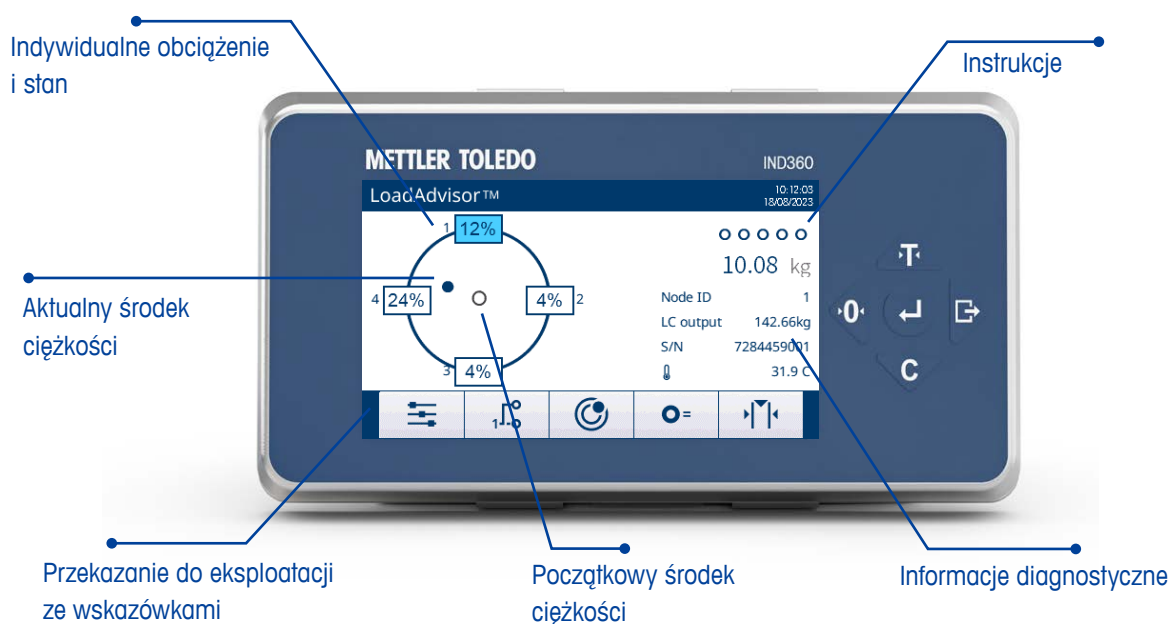 Indywidualne obciążenie
i stan
Instrukcje
METTLER TOLEDO
IND360
LoadAdvisor™
10:12:03
18/08/2023
1 12%
10.08 kg
4 24%
4% 2
3 4%
Node ID 1
LC output 142.66kg
S/N 7284459001
31.9 C
T
0
C
1
=
Aktualny środek
ciężkości
Przekazanie do eksploatacji
ze wskazówkami
Początkowy środek
ciężkości
Informacje diagnostyczne